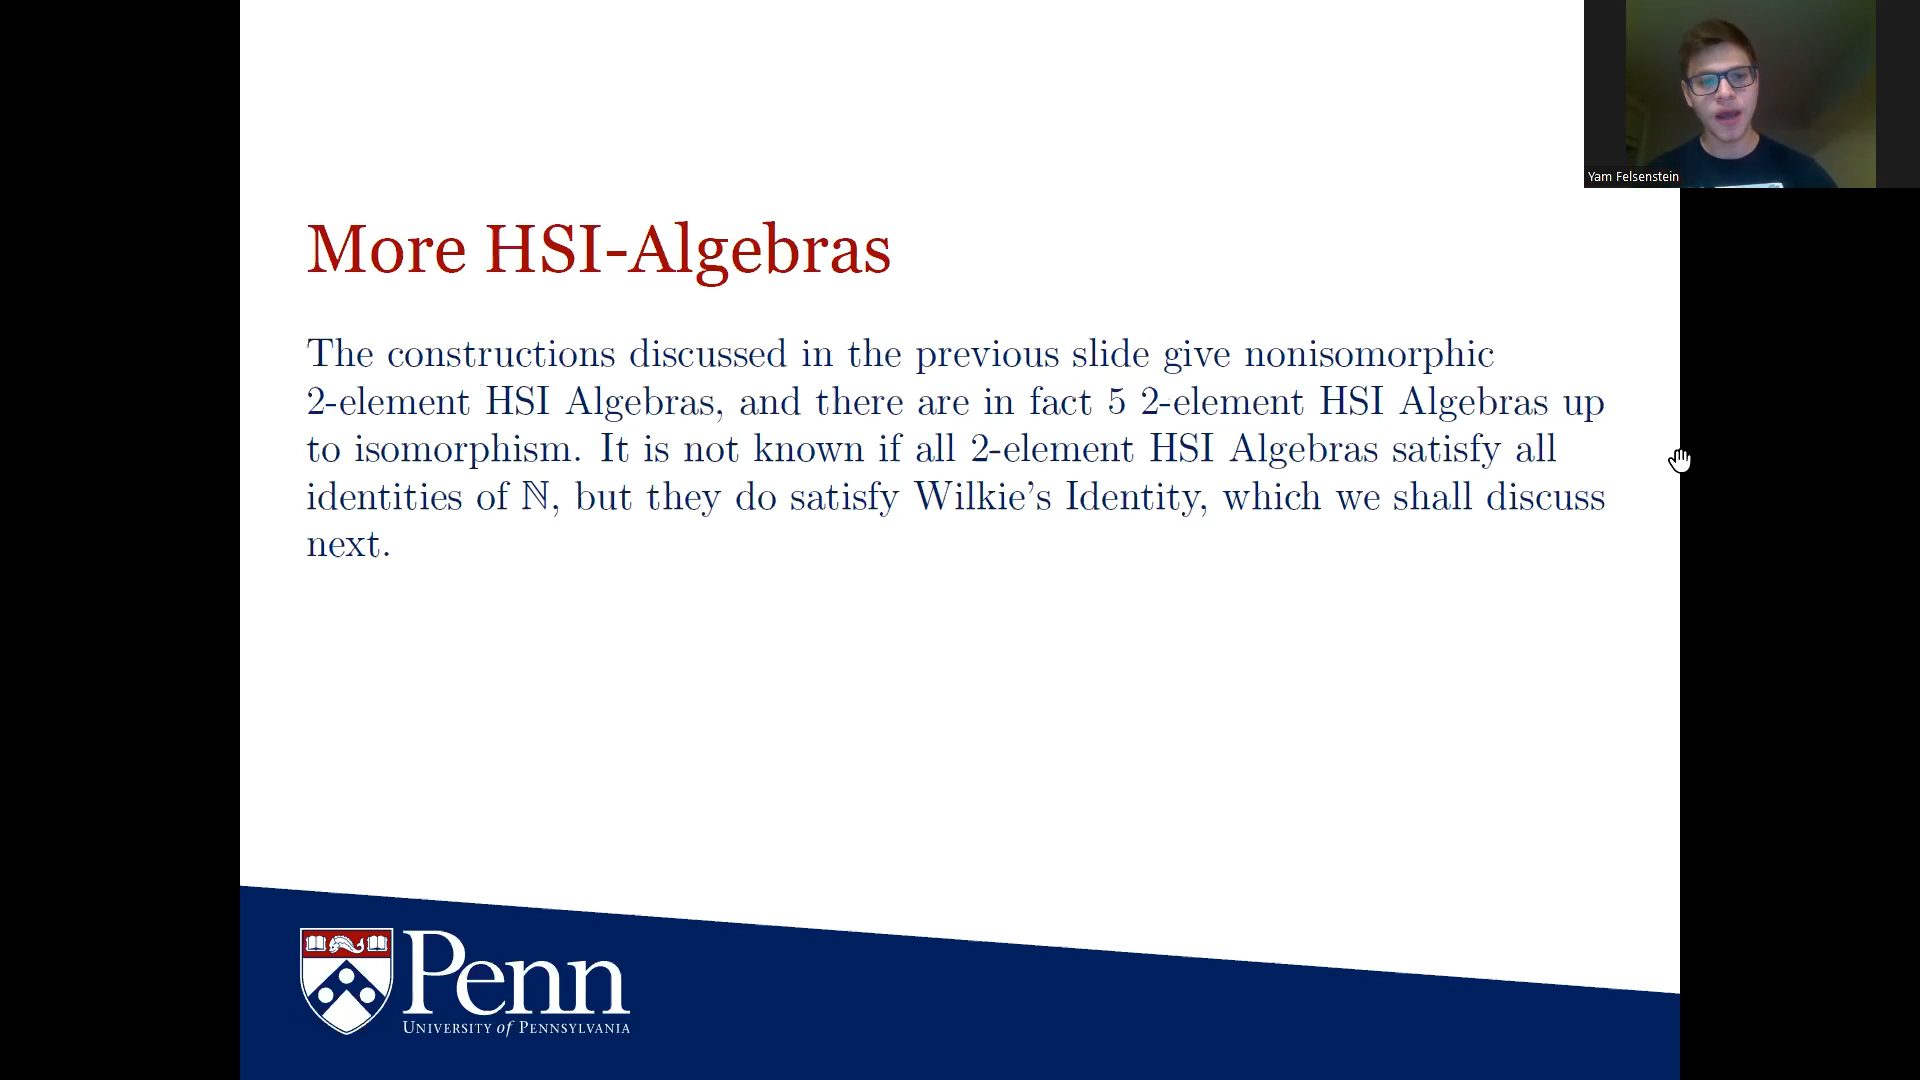 Yam Felsenstein
More HSI-Algebras
The constructions discussed in the previous slide give nonisomorphic
2-element HSI Algebras, and there are in fact 5 2-element HSI Algebras up
to isomorphism. It is not known if all 2-element HSI Algebras satisfy all
identities of ℕ, but they do satisfy Wilkie's Identity, which we shall discuss
next.
Penn
UNIVERSITY of PENNSYLVANIA